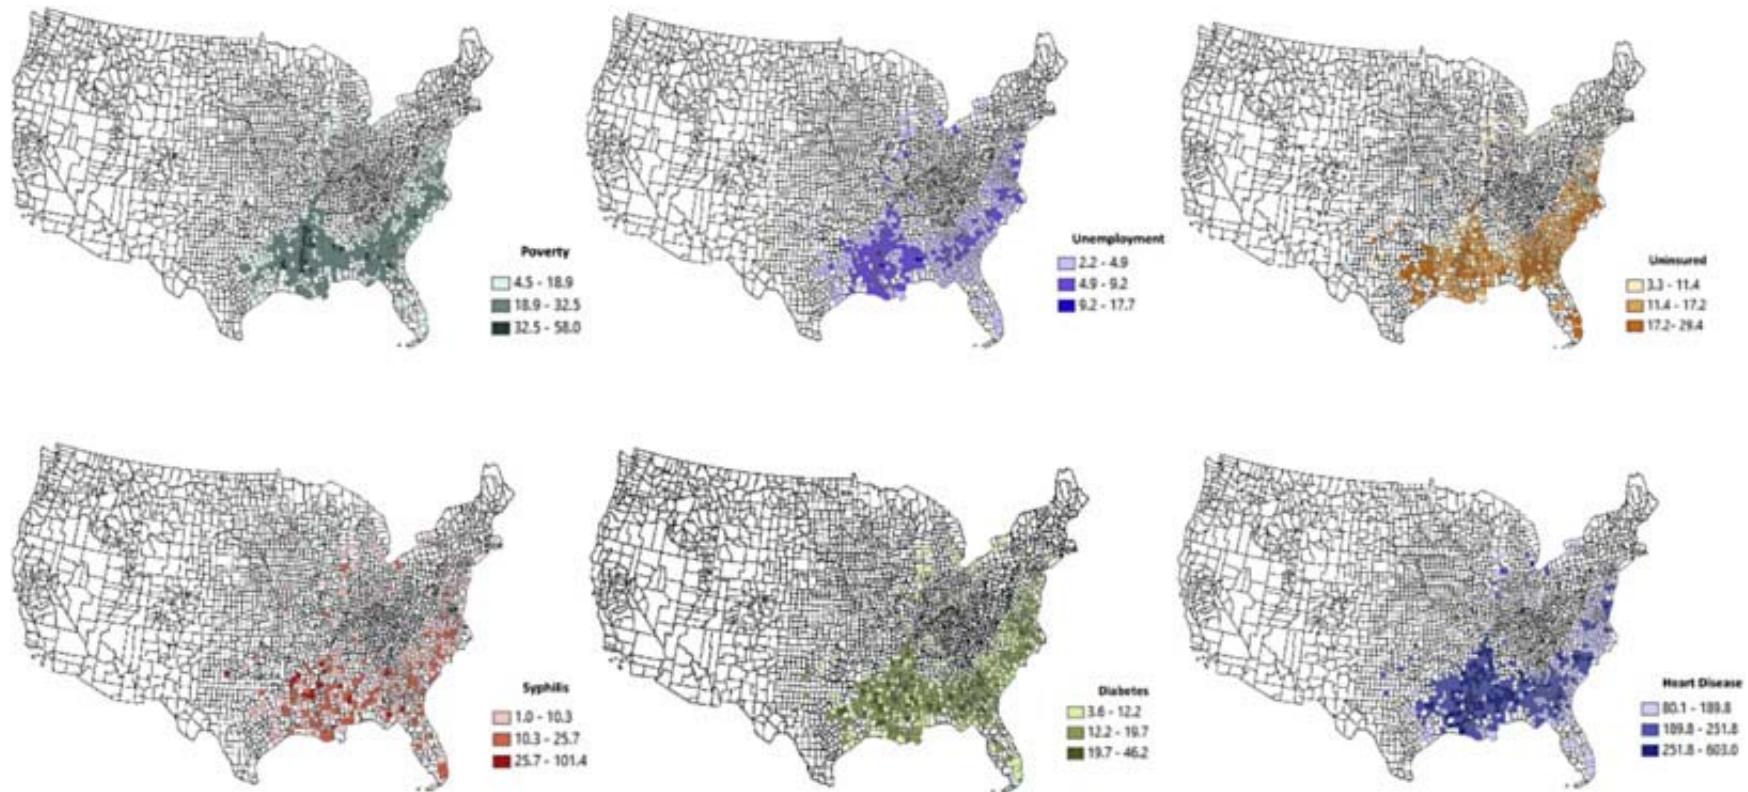 Poverty
4.5 - 18.9
18.9 - 32.5
32.5 - 58.0
Unemployment
2.2 - 4.9
4.9 - 9.2
9.2 - 17.7
Uninsured
3.3 - 11.4
11.4 - 17.2
17.2- 29.4
Syphilis
1.0 - 10.3
10.3 - 25.7
25.7 - 101.4
Diabetes
3.6 - 12.2
12.2 - 19.7
19.7 - 46.2
Heart Disease
80.1 - 189.8
189.8 - 251.8
251.8 - 603.0